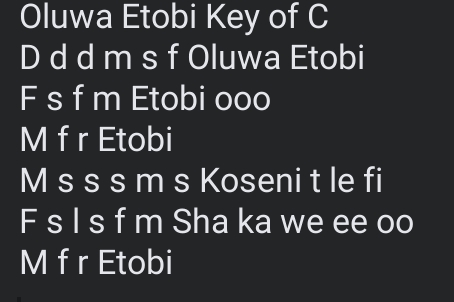 Oluwa Etobi Key of C
D d d m s f Oluwa Etobi
F s f m Etobi ooo
M f r Etobi
M s s s m s Koseni t le fi
F s l s f m Sha ka we ee oo
M f r Etobi